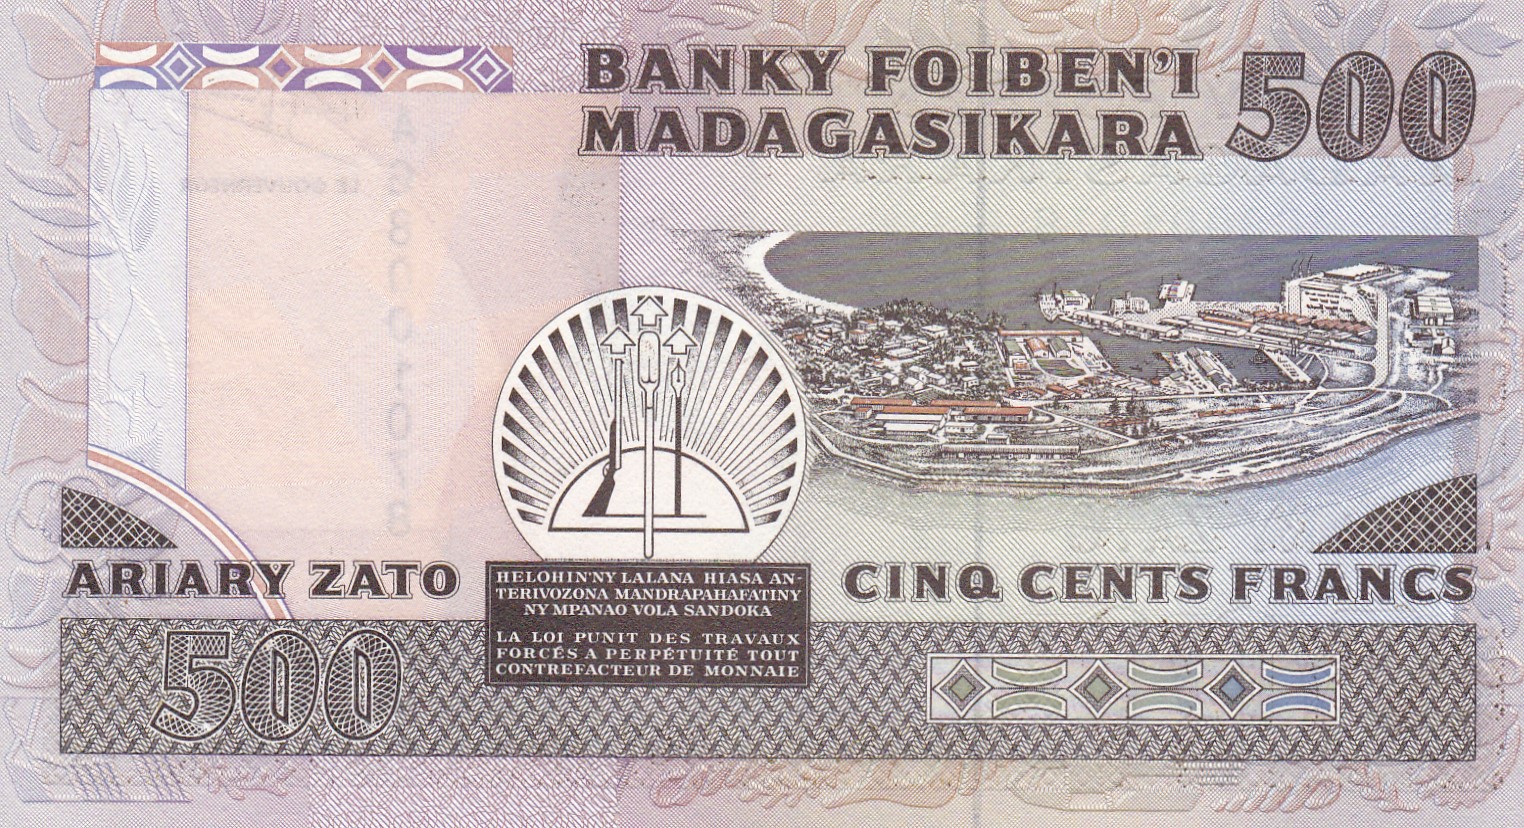 BANKY FOIBEN'I
MADAGASIKARA
500
ARIARY ZATO
CINQ CENTS FRANCS
HELOHIN'NY LALANA HIASA AN-
TERIVOZONA MANDRAPAHAFATINY
NY MPANAO VOLA SANDOKA
LA LOI PUNIT DES TRAVAUX
FORCÉS A PERPÉTUITÉ TOUT
CONTREFACTEUR DE MONNAIE
500